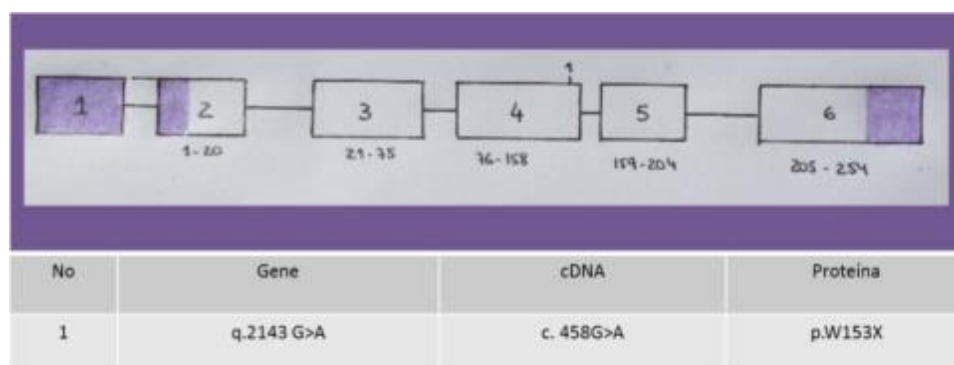 1
1 2 3 4 5 6
1-20 21-75 76-158 159-204 205-254
No Gene cDNA Proteina
1 q.2143 G>A c. 458G>A p.W153X